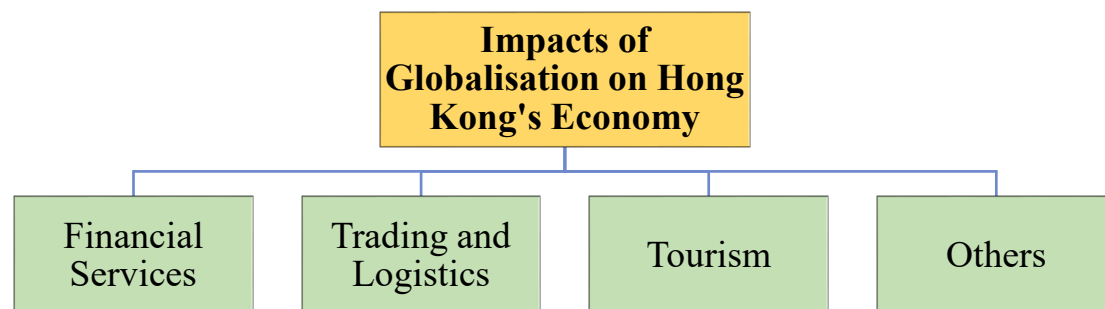 Impacts of
Globalisation on Hong
Kong's Economy
Financial
Services
Trading and
Logistics
Tourism
Others